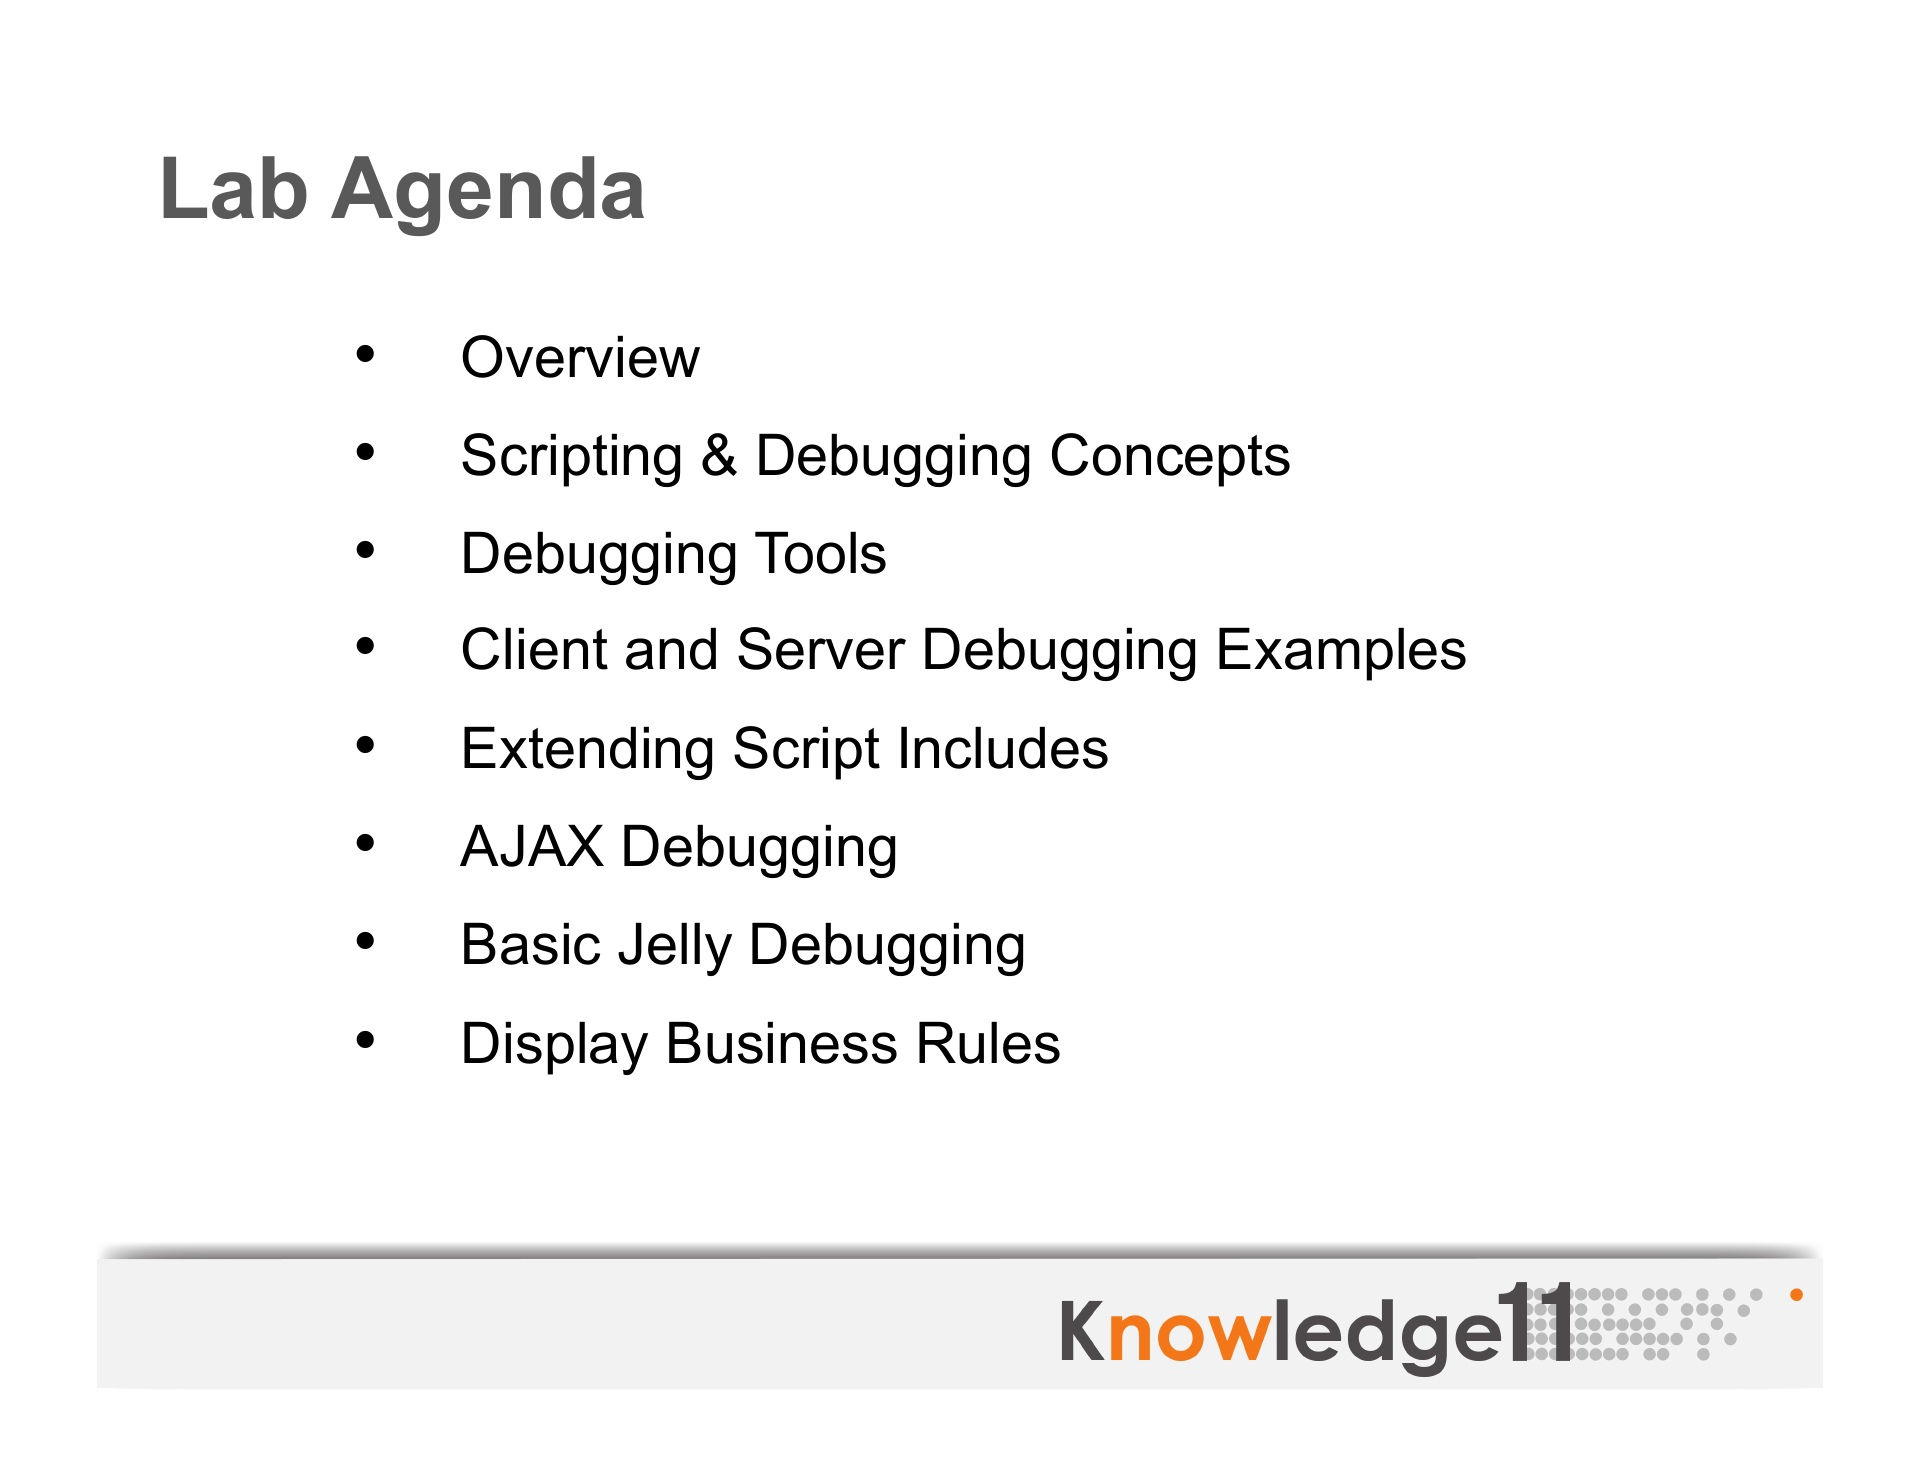 Lab Agenda
• Overview
• Scripting & Debugging Concepts
• Debugging Tools
• Client and Server Debugging Examples
• Extending Script Includes
• AJAX Debugging
• Basic Jelly Debugging
• Display Business Rules
Knowledge11